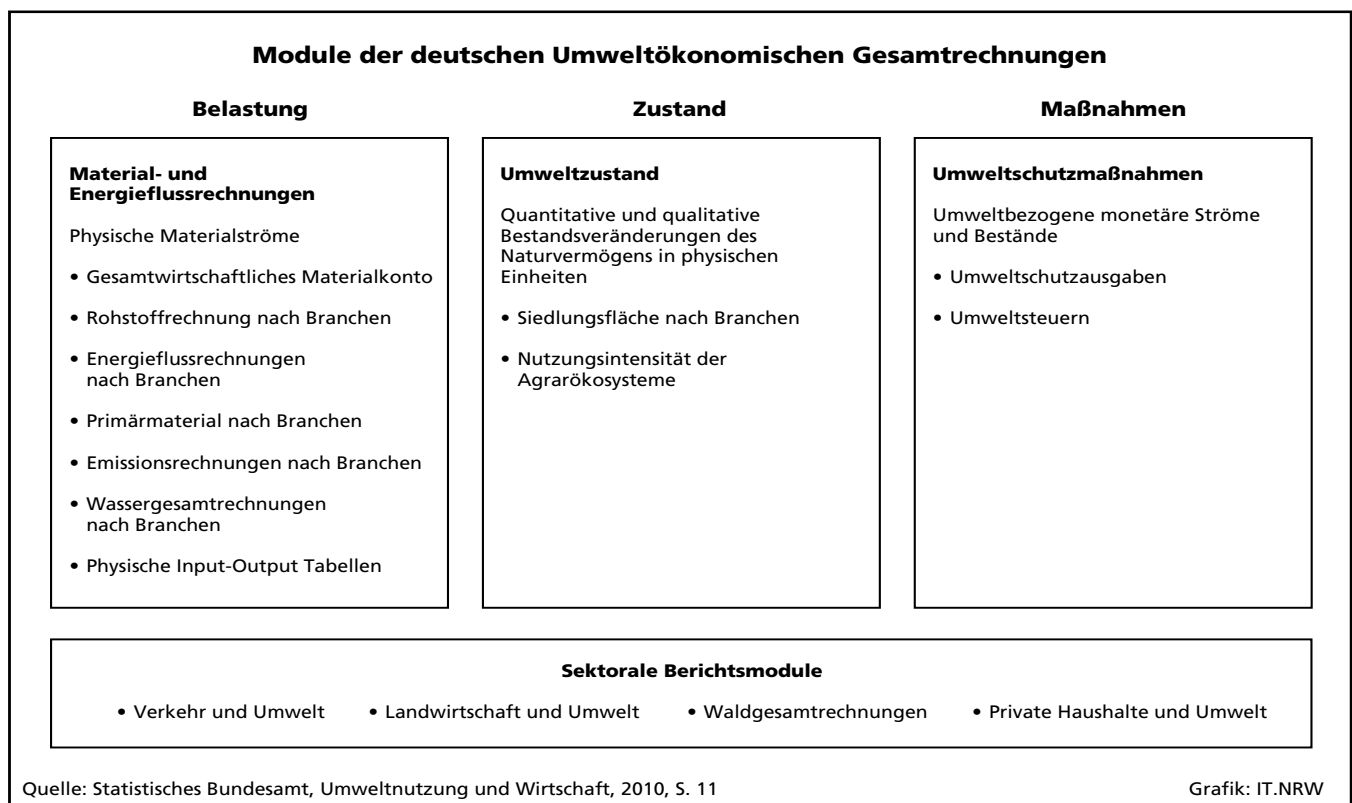 Module der deutschen Umweltökonomischen Gesamtrechnungen
Belastung
Material- und
Energieflussrechnungen
Physische Materialströme
• Gesamtwirtschaftliches Materialkonto
• Rohstoffrechnung nach Branchen
• Energieflussrechnungen
nach Branchen
• Primärmaterial nach Branchen
• Emissionsrechnungen nach Branchen
• Wassergesamtrechnungen
nach Branchen
• Physische Input-Output Tabellen
Zustand
Umweltzustand
Quantitative und qualitative
Bestandsveränderungen des
Naturvermögens in physischen
Einheiten
• Siedlungsfläche nach Branchen
• Nutzungsintensität der
Agrarökosysteme
Maßnahmen
Umweltschutzmaßnahmen
Umweltbezogene monetäre Ströme
und Bestände
• Umweltschutzausgaben
• Umweltsteuern
Sektorale Berichtsmodule
• Verkehr und Umwelt • Landwirtschaft und Umwelt • Waldgesamtrechnungen • Private Haushalte und Umwelt
Quelle: Statistisches Bundesamt, Umweltnutzung und Wirtschaft, 2010, S. 11
Grafik: IT.NRW